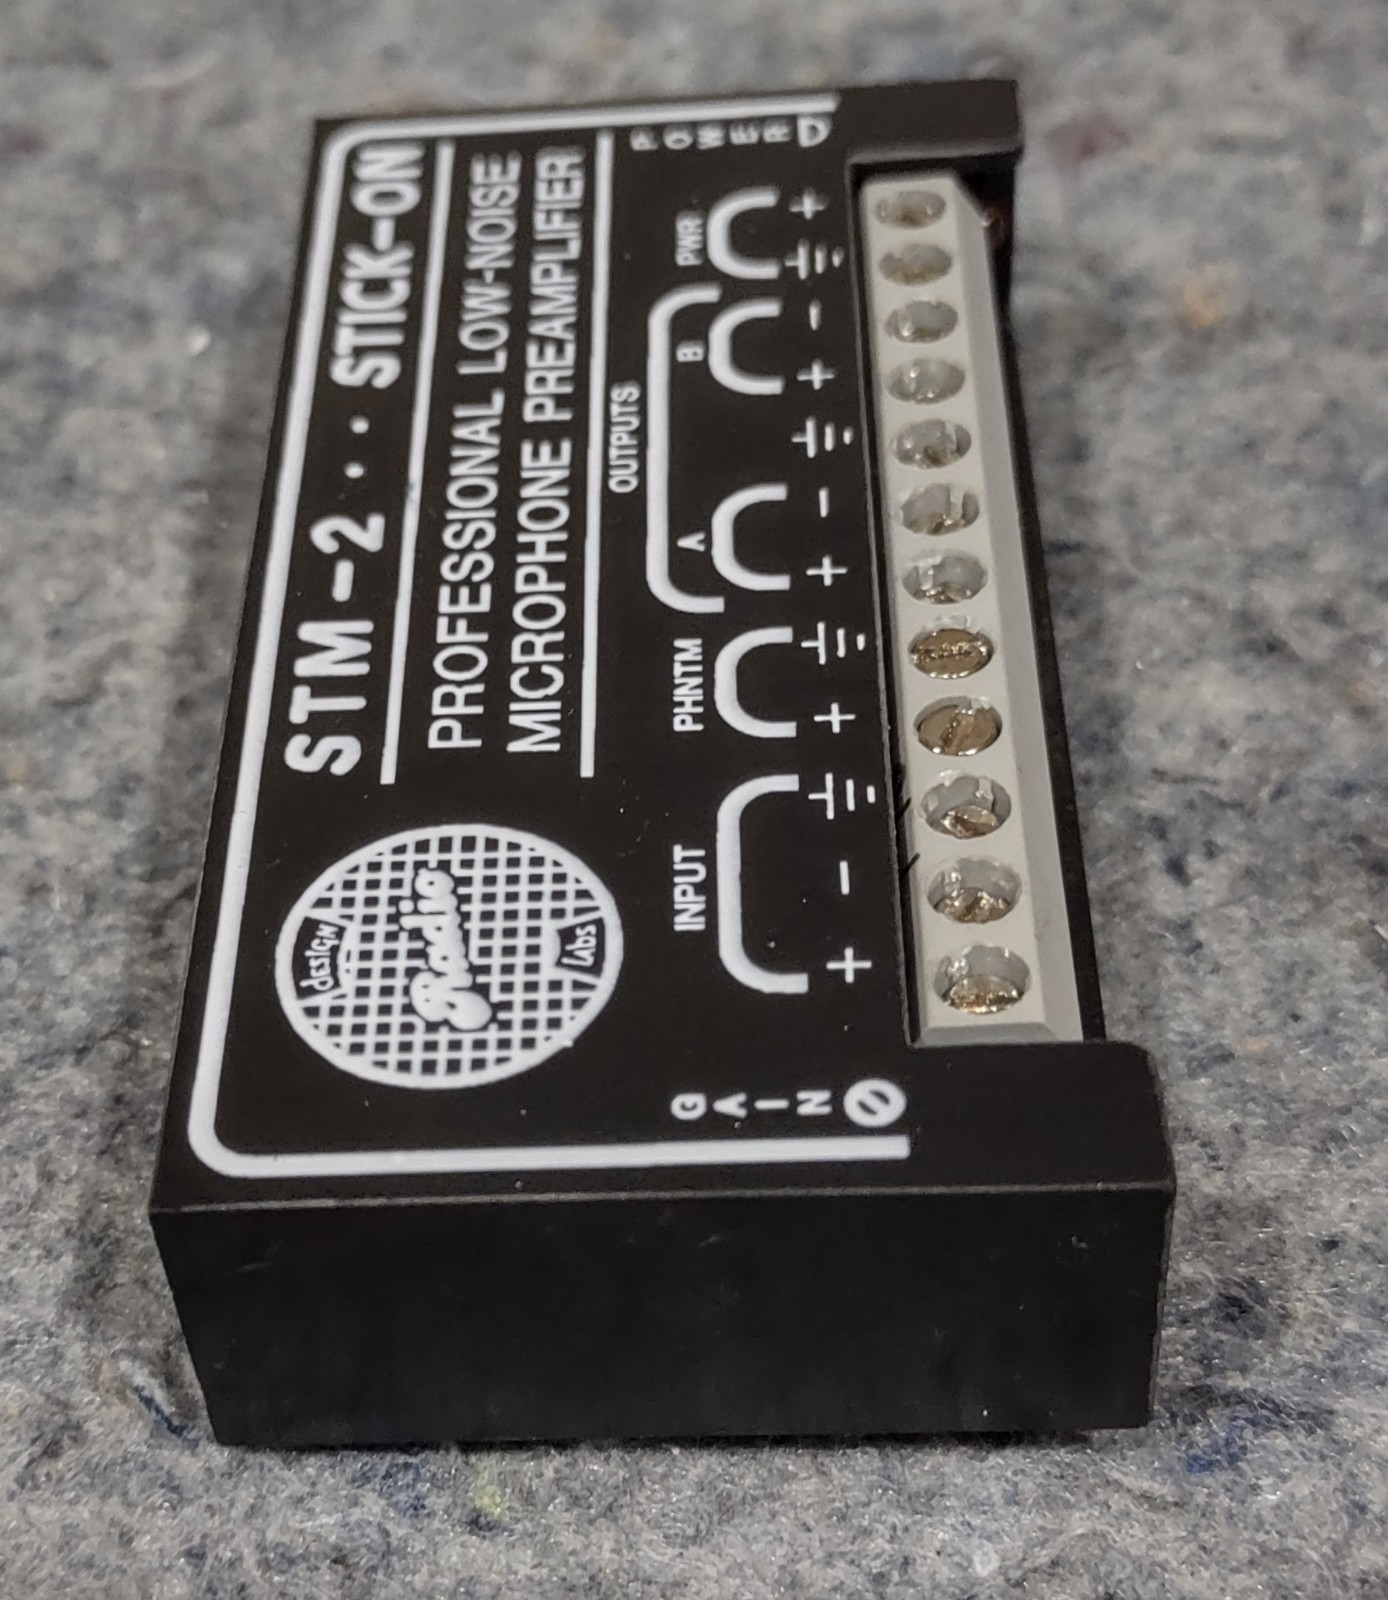 STM-2 · · STICK-ON
PROFESSIONAL LOW-NOISE
MICROPHONE PREAMPLIFIER
DESIGN
Radio
Labs
OUTPUTS
INPUT PHNTM A B PWR
+ - + + - + - +
GAIN
POWER